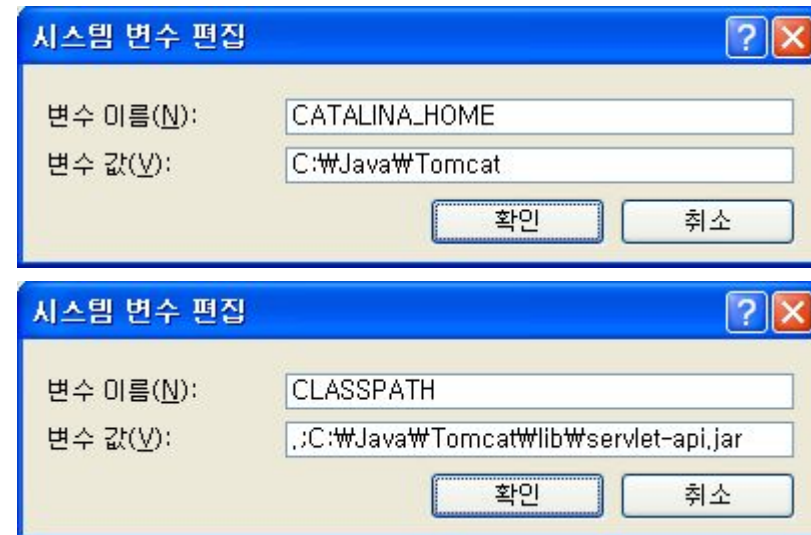 시스템 변수 편집
변수 이름(N): CATALINA_HOME
변수 값(V): C:₩Java₩Tomcat
확인 취소
시스템 변수 편집
변수 이름(N): CLASSPATH
변수 값(V): .;C:₩Java₩Tomcat₩lib₩servlet-api.jar
확인 취소